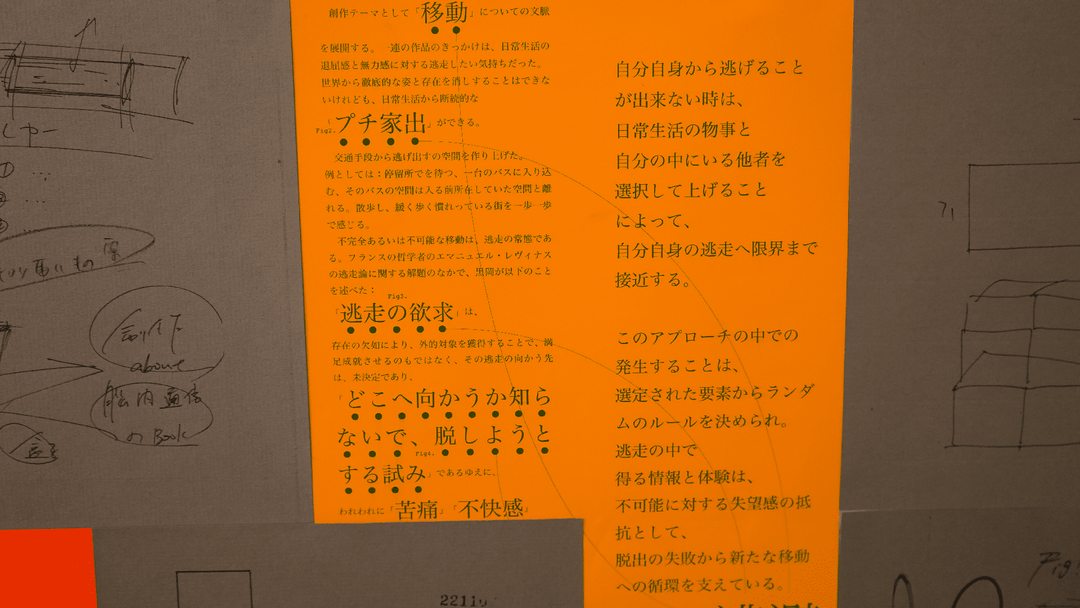 創作テーマとして「移動」についての文脈
を展開する。一連の作品のきっかけは、日常生活の
退屈感と無力感に対する逃走したい気持ちだった。
世界から徹底的な姿と存在を消しすることはできな
いけれども、日常生活から断続的な
Fig2.
「プチ家出」ができる。
交通手段から逃げ出すの空間を作り上げた。
例としては：停留所でを待つ、一台のバスに入り込
む、そのバスの空間は入る前所在していた空間と離
れる。散歩し、緩く歩く慣れっている街を一歩一歩
で感じる。
不完全あるいは不可能な移動は、逃走の常態であ
る。フランスの哲学者のエマニュエル・レヴィナス
の逃走論に関する解題のなかで、黒岡が以下のこと
を述べた：
Fig3.
「逃走の欲求」は、
存在の欠如により、外的対象を獲得することで、満
足成就させるのもではなく、その逃走の向かう先
は、未決定であり、
「どこへ向かうか知ら
ないで、脱しようと
Fig4.
する試み」であるゆえに、
われわれに「苦痛」「不快感」
自分自身から逃げること
が出来ない時は、
日常生活の物事と
自分の中にいる他者を
選択して上げること
によって、
自分自身の逃走へ限界まで
接近する。
このアプローチの中での
発生することは、
選定された要素からランダ
ムのルールを決められ。
逃走の中で
得る情報と体験は、
不可能に対する失望感の抵
抗として、
脱出の失敗から新たな移動
への循環を支えている。
about
船内通信
の Book